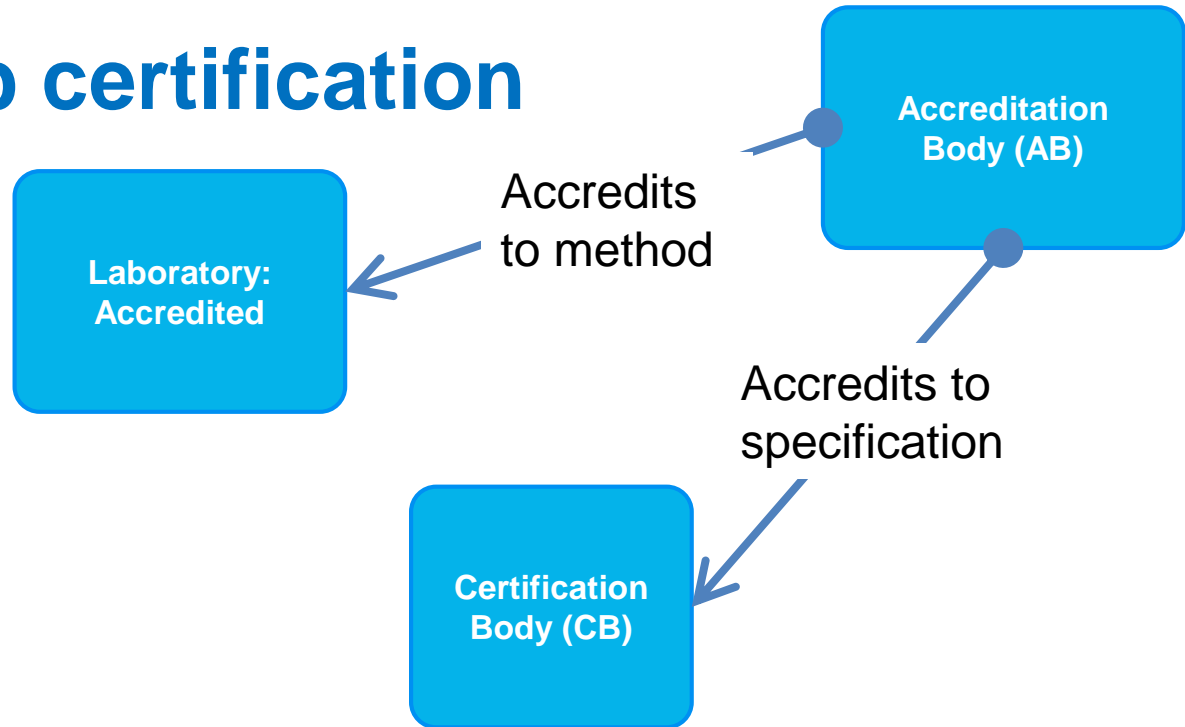 certification
Accreditation
Body (AB)
Accredits
to method
Laboratory:
Accredited
Accredits to
specification
Certification
Body (CB)